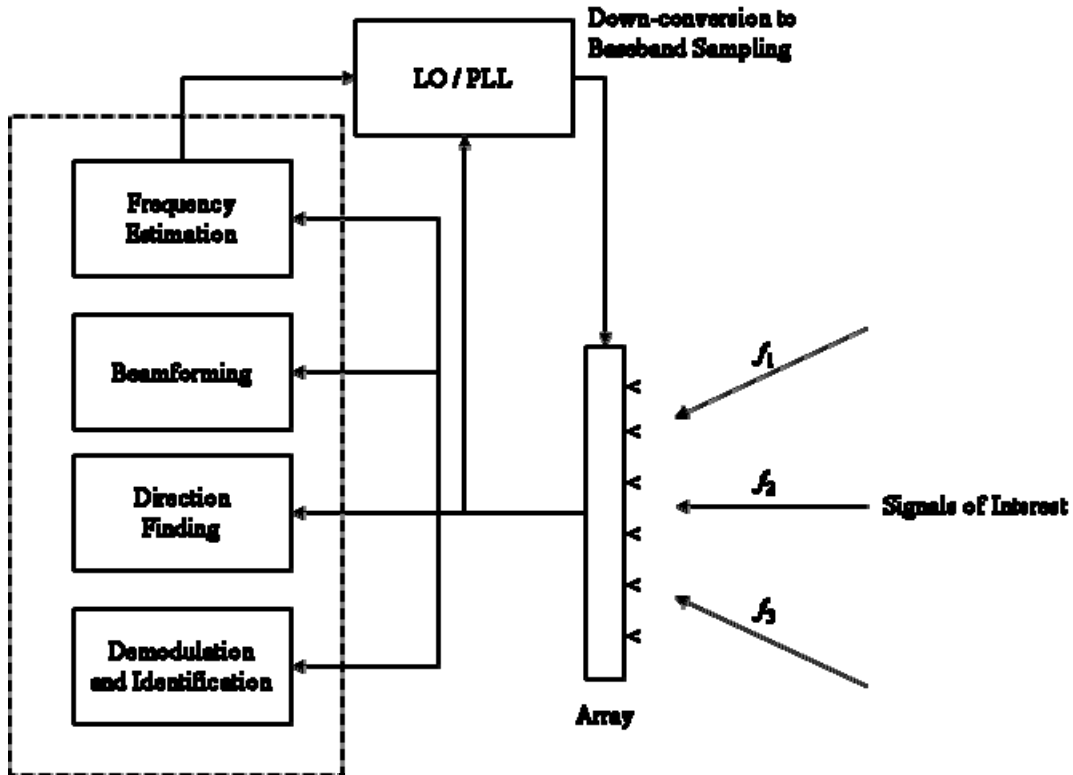 Down-conversion to
Baseband Sampling
LO / PLL
Frequency
Estimation
Beamforming
Direction
Finding
Demodulation
and Identification
f1
f2
Signals of Interest
f3
Array